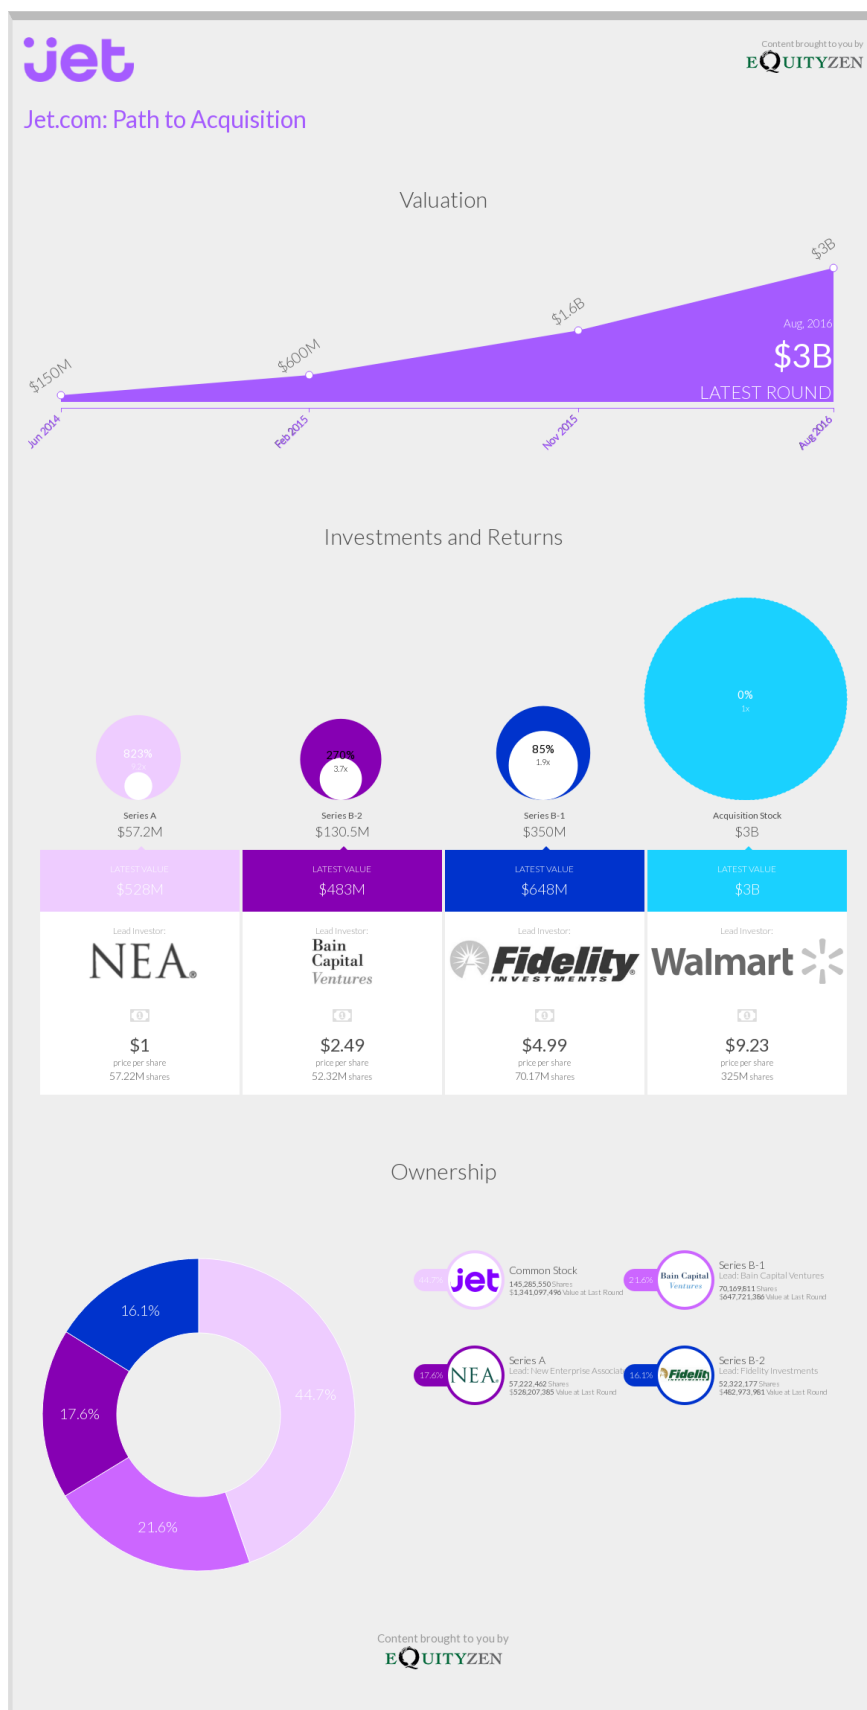 jet
Content brought to you by
EQUITYZEN
Jet.com: Path to Acquisition
Valuation
$150M
$600M
$1.6B
$3B
Aug, 2016
$3B
LATEST ROUND
Jun 2014
Feb 2015
Nov 2015
Aug 2016
Investments and Returns
823%
9.2x
270%
3.7x
85%
1.9x
0%
1x
Series A
$57.2M
Series B-2
$130.5M
Series B-1
$350M
Acquisition Stock
$3B
LATEST VALUE
$528M
LATEST VALUE
$483M
LATEST VALUE
$648M
LATEST VALUE
$3B
Lead Investor:
NEA®
Lead Investor:
Bain
Capital
Ventures
Lead Investor:
Fidelity®
INVESTMENTS
Lead Investor:
Walmart
$1
price per share
57.22M shares
$2.49
price per share
52.32M shares
$4.99
price per share
70.17M shares
$9.23
price per share
325M shares
Ownership
16.1%
44.7%
17.6%
21.6%
44.7%
jet
Common Stock
145,285,550 Shares
$1,341,097,496 Value at Last Round
21.6%
Bain Capital
Ventures
Series B-1
Lead: Bain Capital Ventures
70,169,811 Shares
$647,721,386 Value at Last Round
17.6%
NEA
Series A
Lead: New Enterprise Associat
57,222,462 Shares
$528,207,385 Value at Last Round
16.1%
Fidelity
INVESTMENTS
Series B-2
Lead: Fidelity Investments
52,322,177 Shares
$482,973,981 Value at Last Round
Content brought to you by
EQUITYZEN